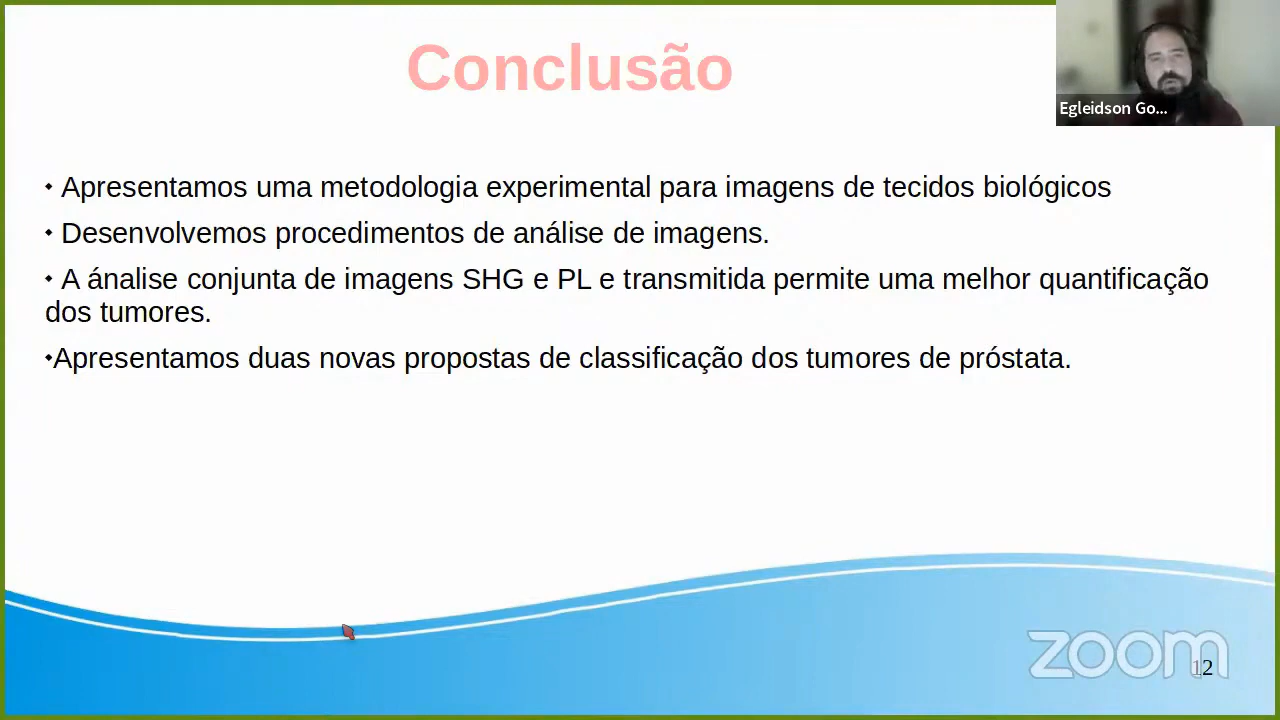 Conclusão
Egleidson Go...
• Apresentamos uma metodologia experimental para imagens de tecidos biológicos
• Desenvolvemos procedimentos de análise de imagens.
• A ánalise conjunta de imagens SHG e PL e transmitida permite uma melhor quantificação
dos tumores.
•Apresentamos duas novas propostas de classificação dos tumores de próstata.
zoom
12